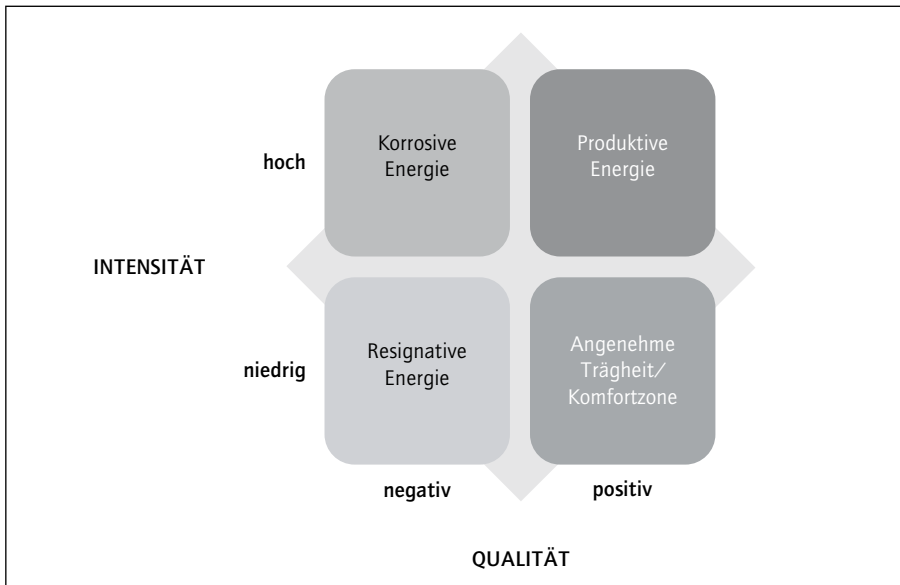 Korrosive
Energie
Produktive
Energie
hoch
INTENSITÄT
niedrig
Resignative
Energie
Angenehme
Trägheit/
Komfortzone
negativ
positiv
QUALITÄT